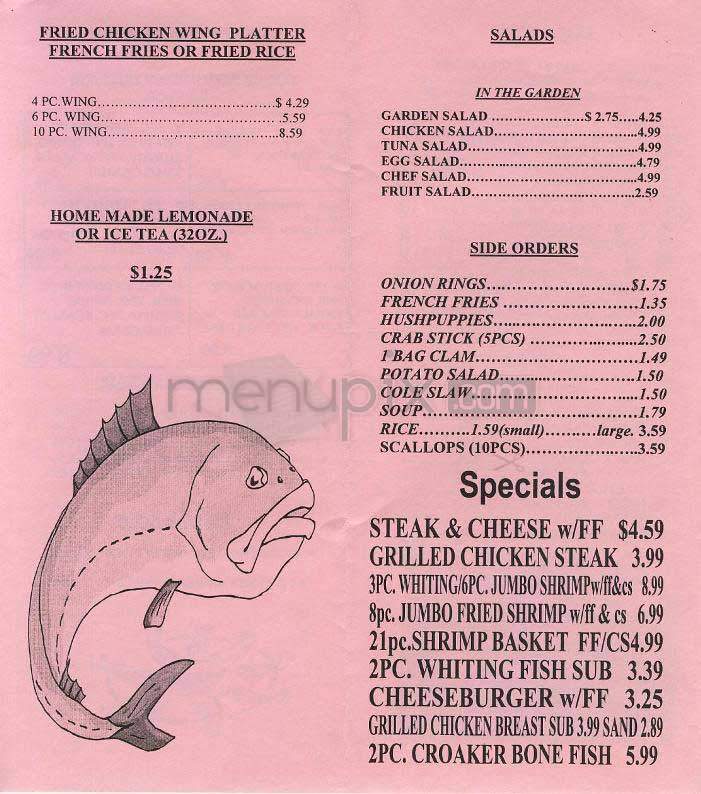 FRIED CHICKEN WING PLATTER
FRENCH FRIES OR FRIED RICE
4 PC.WING……………………………$ 4.29
6 PC. WING…………………………… .5.59
10 PC. WING……………………………..8.59
HOME MADE LEMONADE
OR ICE TEA (32OZ.)
$1.25
SALADS
IN THE GARDEN
GARDEN SALAD ………………$ 2.75…..4.25
CHICKEN SALAD………………………..4.99
TUNA SALAD……………………………..4.99
EGG SALAD……………………………….4.79
CHEF SALAD……………………………..4.99
FRUIT SALAD……………………………..2.59
SIDE ORDERS
ONION RINGS…………………………$1.75
FRENCH FRIES ………………………..1.35
HUSHPUPPIES…………………………2.00
CRAB STICK (5PCS) …………………..2.50
1 BAG CLAM……………………………1.49
POTATO SALAD………………………..1.50
COLE SLAW…………………………….1.50
SOUP……………………………………..1.79
RICE……….1.59(small)……….large. 3.59
SCALLOPS (10PCS)……………………..3.59
menupix.com
Specials
STEAK & CHEESE w/FF $4.59
GRILLED CHICKEN STEAK 3.99
3PC. WHITING/6PC. JUMBO SHRIMPw/ff&cs 8.99
8pc. JUMBO FRIED SHRIMP w/ff & cs 6.99
21pc.SHRIMP BASKET FF/CS4.99
2PC. WHITING FISH SUB 3.39
CHEESEBURGER w/FF 3.25
GRILLED CHICKEN BREAST SUB 3.99 SAND 2.89
2PC. CROAKER BONE FISH 5.99